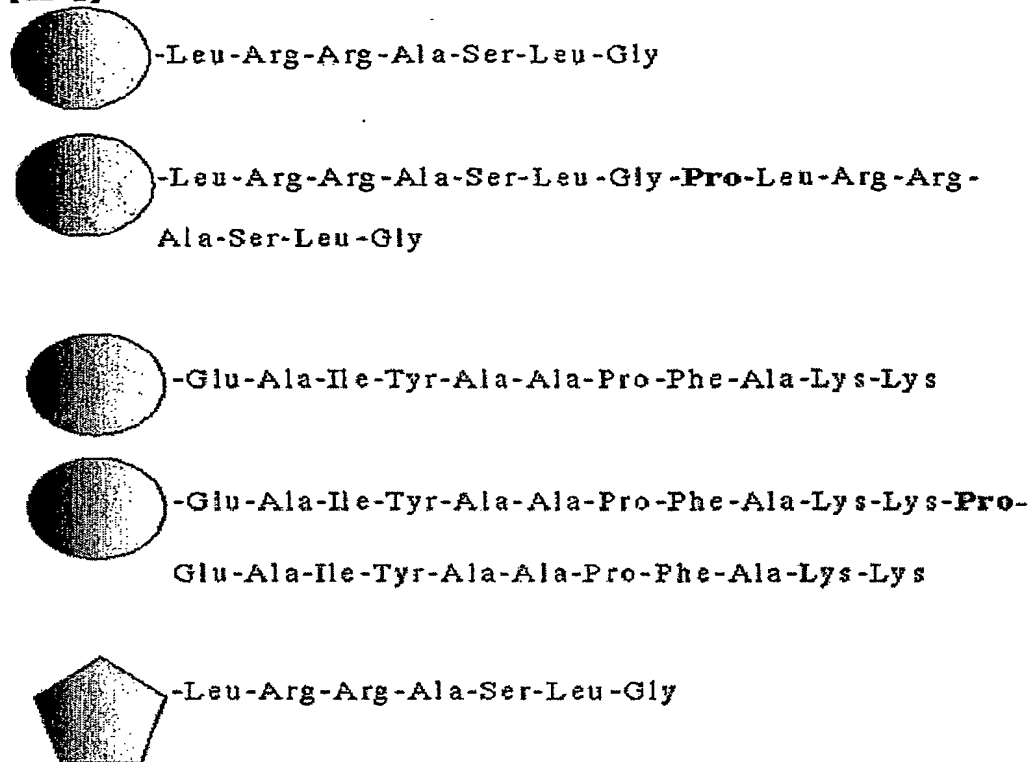 -Leu-Arg-Arg-Ala-Ser-Leu-Gly
-Leu-Arg-Arg-Ala-Ser-Leu-Gly-Pro-Leu-Arg-Arg-
Ala-Ser-Leu-Gly
-Glu-Ala-Ile-Tyr-Ala-Ala-Pro-Phe-Ala-Lys-Lys
-Glu-Ala-Ile-Tyr-Ala-Ala-Pro-Phe-Ala-Lys-Lys-Pro-
Glu-Ala-Ile-Tyr-Ala-Ala-Pro-Phe-Ala-Lys-Lys
-Leu-Arg-Arg-Ala-Ser-Leu-Gly